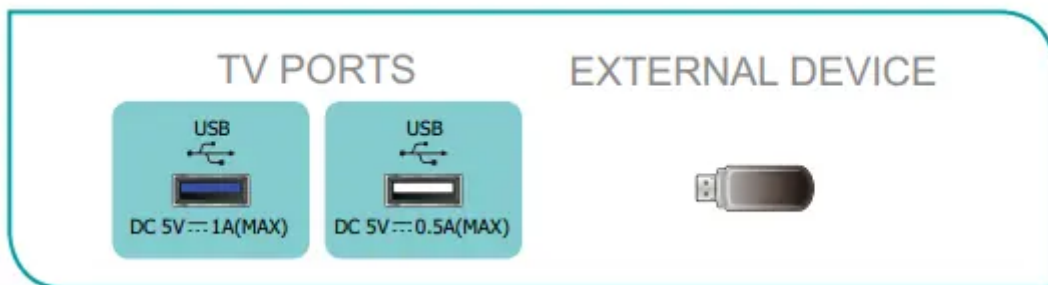 TV PORTS
EXTERNAL DEVICE
USB
DC 5V⎓1A(MAX)
USB
DC 5V⎓0.5A(MAX)